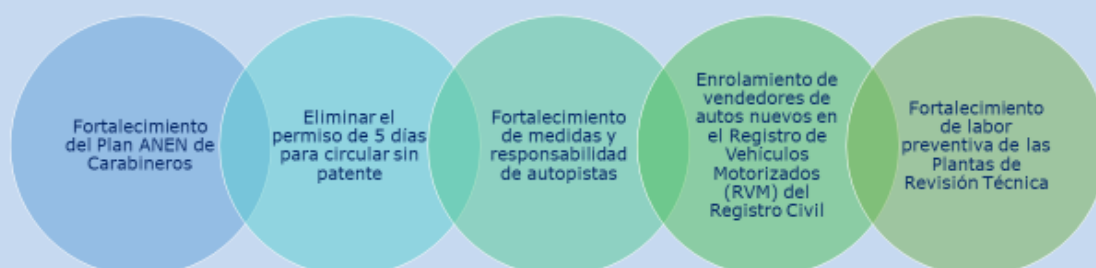 Fortalecimiento
del Plan ANEN de
Carabineros
Eliminar el
permiso de 5 días
para circular sin
patente
Fortalecimiento
de medidas y
responsabilidad
de autopistas
Enrolamiento de
vendedores de
autos nuevos en
el Registro de
Vehículos
Motorizados
(RVM) del
Registro Civil
Fortalecimiento
de labor
preventiva de las
Plantas de
Revisión Técnica